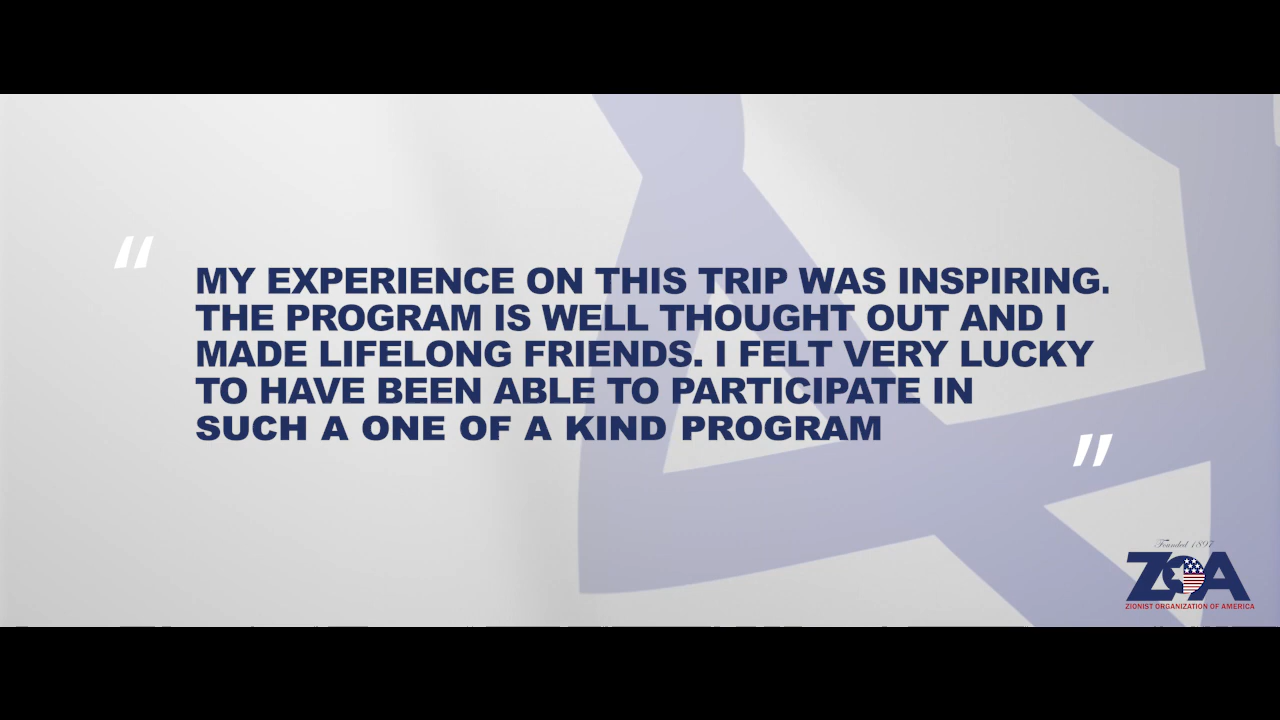 "
MY EXPERIENCE ON THIS TRIP WAS INSPIRING.
THE PROGRAM IS WELL THOUGHT OUT AND I
MADE LIFELONG FRIENDS. I FELT VERY LUCKY
TO HAVE BEEN ABLE TO PARTICIPATE IN
SUCH A ONE OF A KIND PROGRAM
"
Founded 1897
ZOA
ZIONIST ORGANIZATION OF AMERICA